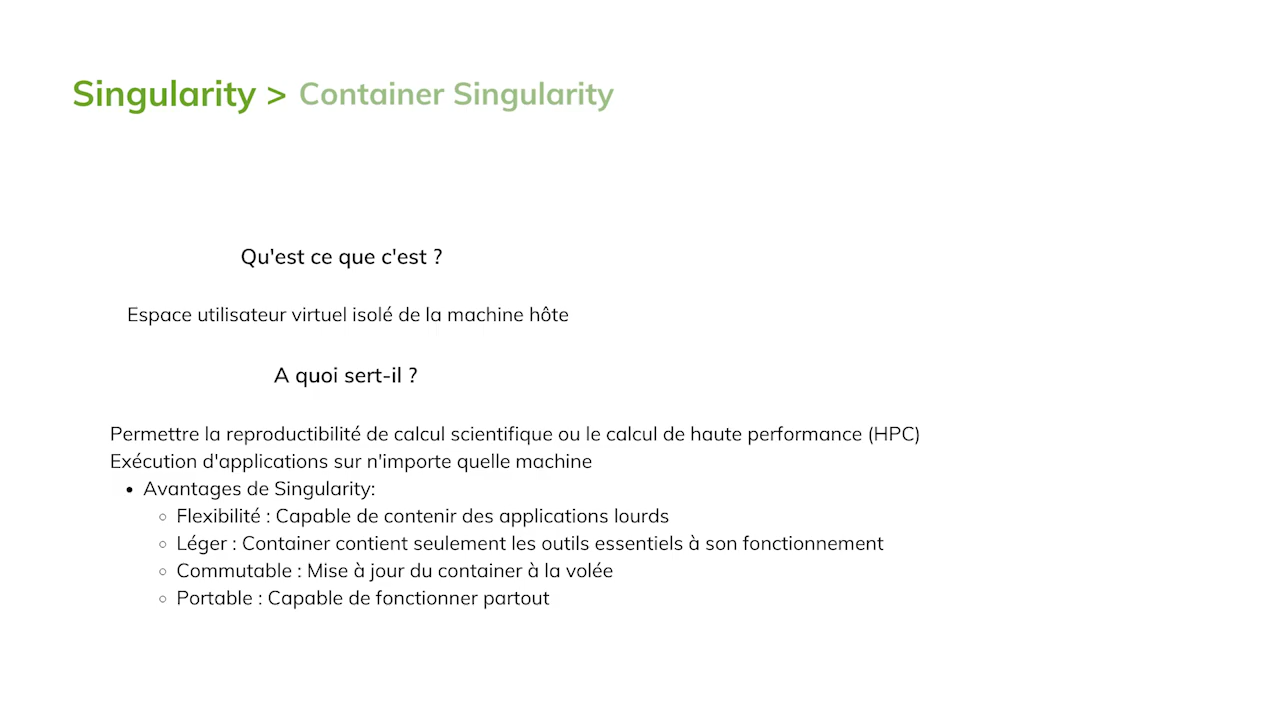 Singularity > Container Singularity
Qu'est ce que c'est ?
Espace utilisateur virtuel isolé de la machine hôte
A quoi sert-il ?
Permettre la reproductibilité de calcul scientifique ou le calcul de haute performance (HPC)
Exécution d'applications sur n'importe quelle machine
• Avantages de Singularity:
◦ Flexibilité : Capable de contenir des applications lourds
◦ Léger : Container contient seulement les outils essentiels à son fonctionnement
◦ Commutable : Mise à jour du container à la volée
◦ Portable : Capable de fonctionner partout